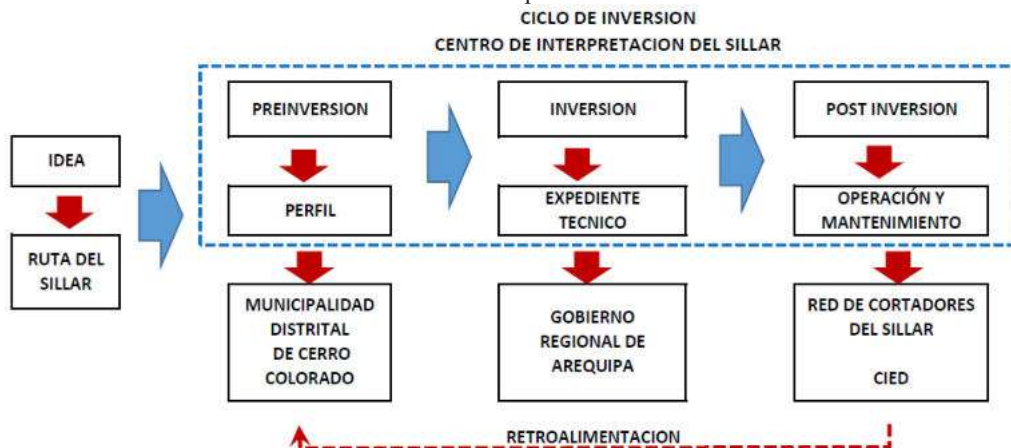 CICLO DE INVERSION
CENTRO DE INTERPRETACION DEL SILLAR
IDEA
RUTA DEL
SILLAR
PREINVERSION
PERFIL
MUNICIPALIDAD
DISTRITAL
DE CERRO
COLORADO
INVERSION
EXPEDIENTE
TECNICO
GOBIERNO
REGIONAL DE
AREQUIPA
POST INVERSION
OPERACIÓN Y
MANTENIMIENTO
RED DE CORTADORES
DEL SILLAR
CIED
RETROALIMENTACION